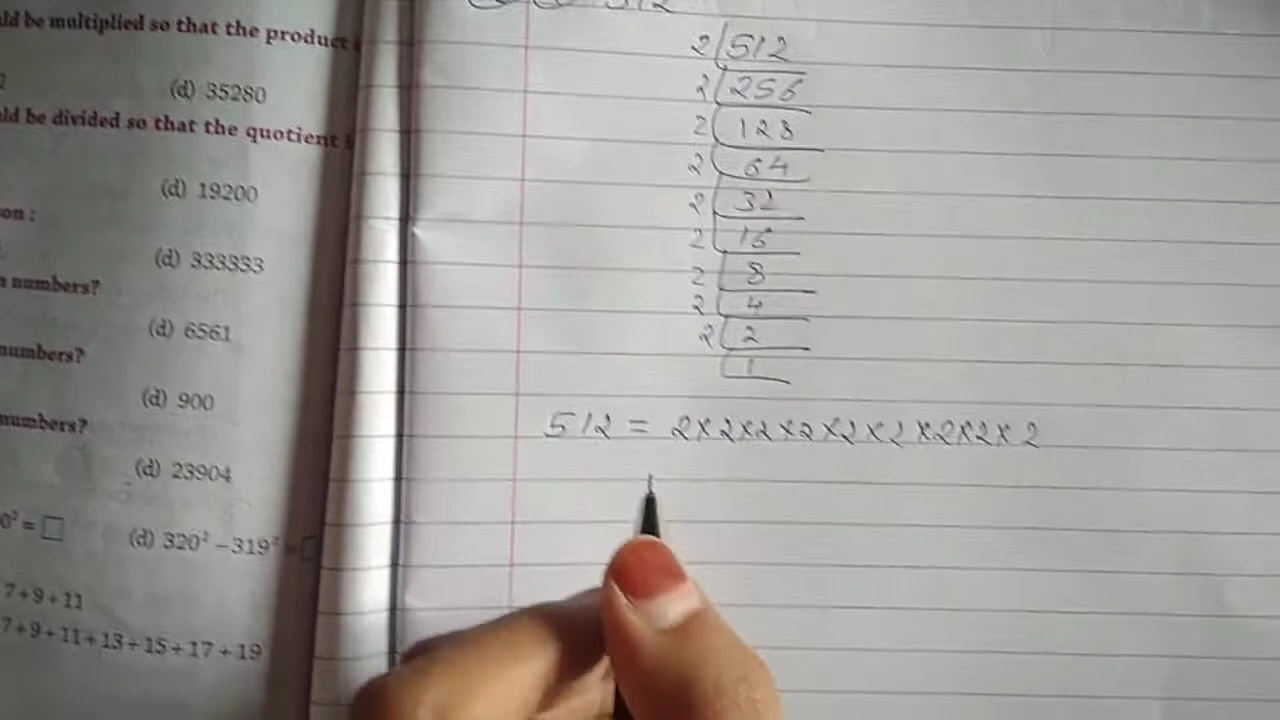 ld be multiplied so that the product
(d) 35280
ld be divided so that the quotient
(d) 19200
on :
(d) 333333
numbers?
(d) 6561
numbers?
(d) 900
numbers?
(d) 23904
0² = □ (d) 320² – 319² =
7+9+11
7+9+11+13+15+17+19
512
2 512
2 256
2 128
2 64
2 32
2 16
2 8
2 4
2 2
1
512 = 2×2×2×2×2×2×2×2×2